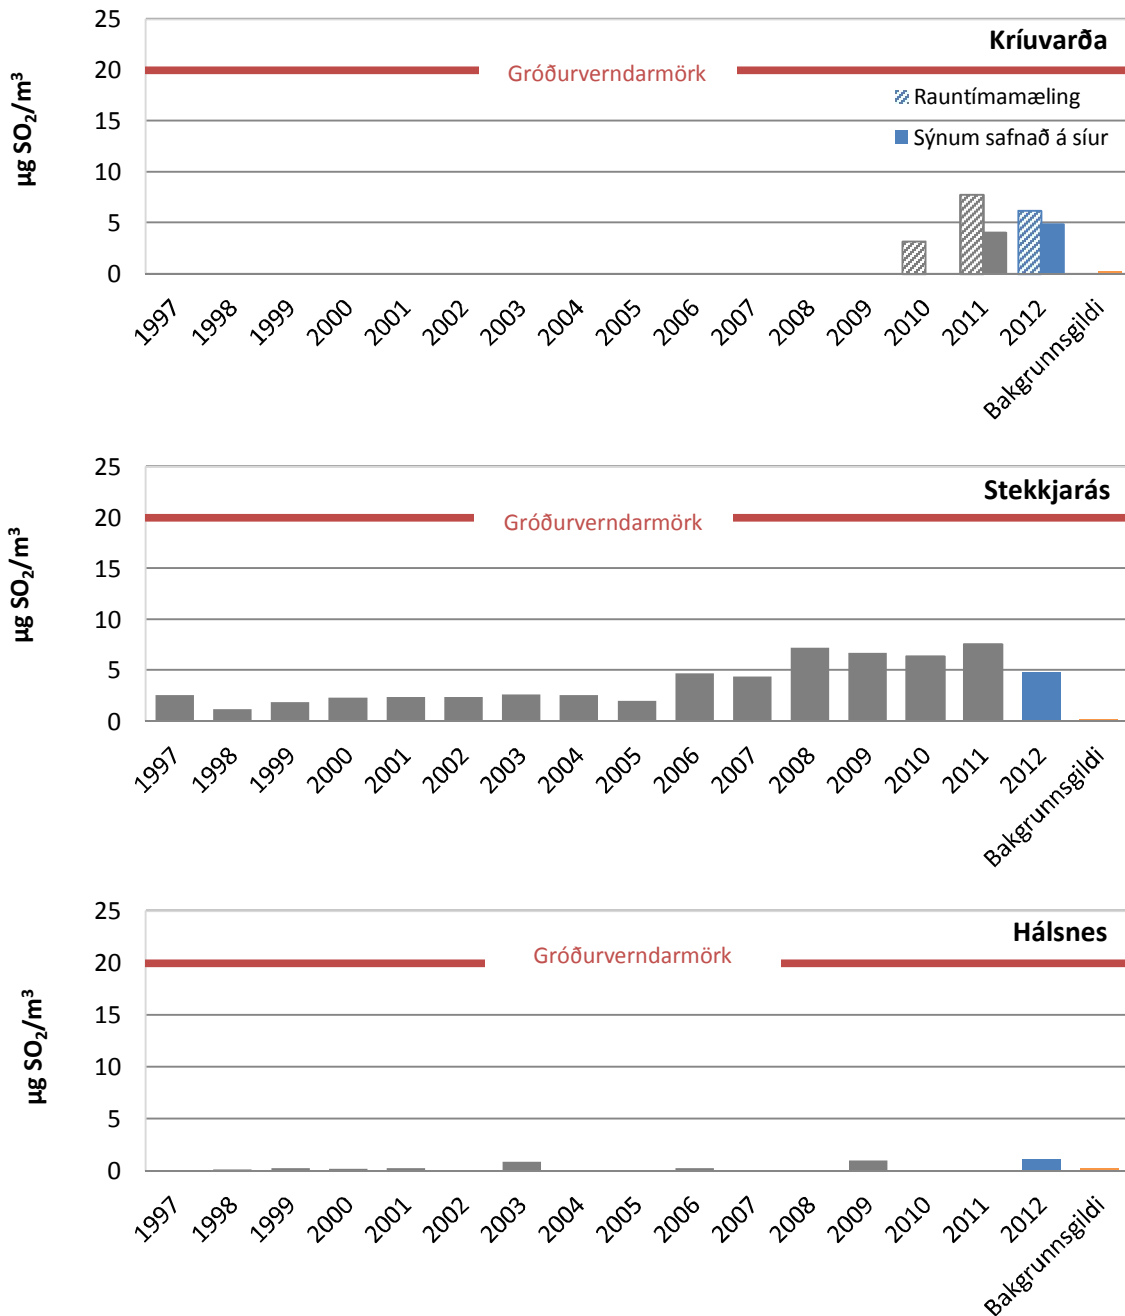 Kríuvarða
µg SO₂/m³
25
20
15
10
5
0
Gróðurverndarmörk
Rauntímamæling
Sýnum safnað á síur
1997 1998 1999 2000 2001 2002 2003 2004 2005 2006 2007 2008 2009 2010 2011 2012 Bakgrunnsgildi
Stekkjarás
µg SO₂/m³
25
20
15
10
5
0
Gróðurverndarmörk
1997 1998 1999 2000 2001 2002 2003 2004 2005 2006 2007 2008 2009 2010 2011 2012 Bakgrunnsgildi
Hálsnes
µg SO₂/m³
25
20
15
10
5
0
Gróðurverndarmörk
1997 1998 1999 2000 2001 2002 2003 2004 2005 2006 2007 2008 2009 2010 2011 2012 Bakgrunnsgildi